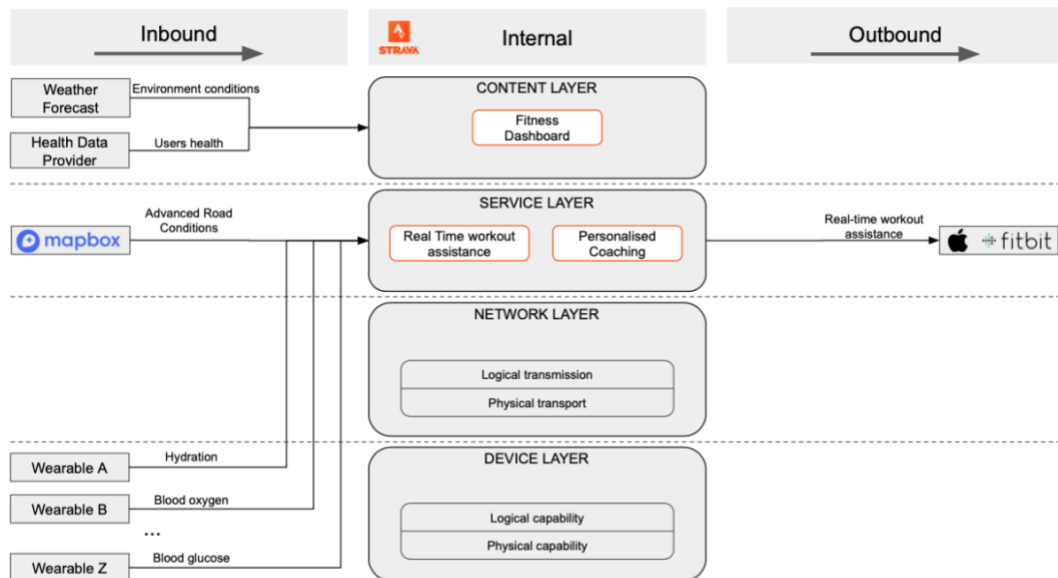 Inbound
STRAVA
Internal
Outbound
Weather
Forecast
Environment conditions
Health Data
Provider
Users health
CONTENT LAYER
Fitness
Dashboard
mapbox
Advanced Road
Conditions
SERVICE LAYER
Real Time workout
assistance
Personalised
Coaching
Real-time workout
assistance
fitbit
NETWORK LAYER
Logical transmission
Physical transport
Wearable A
Hydration
Wearable B
Blood oxygen
...
Wearable Z
Blood glucose
DEVICE LAYER
Logical capability
Physical capability